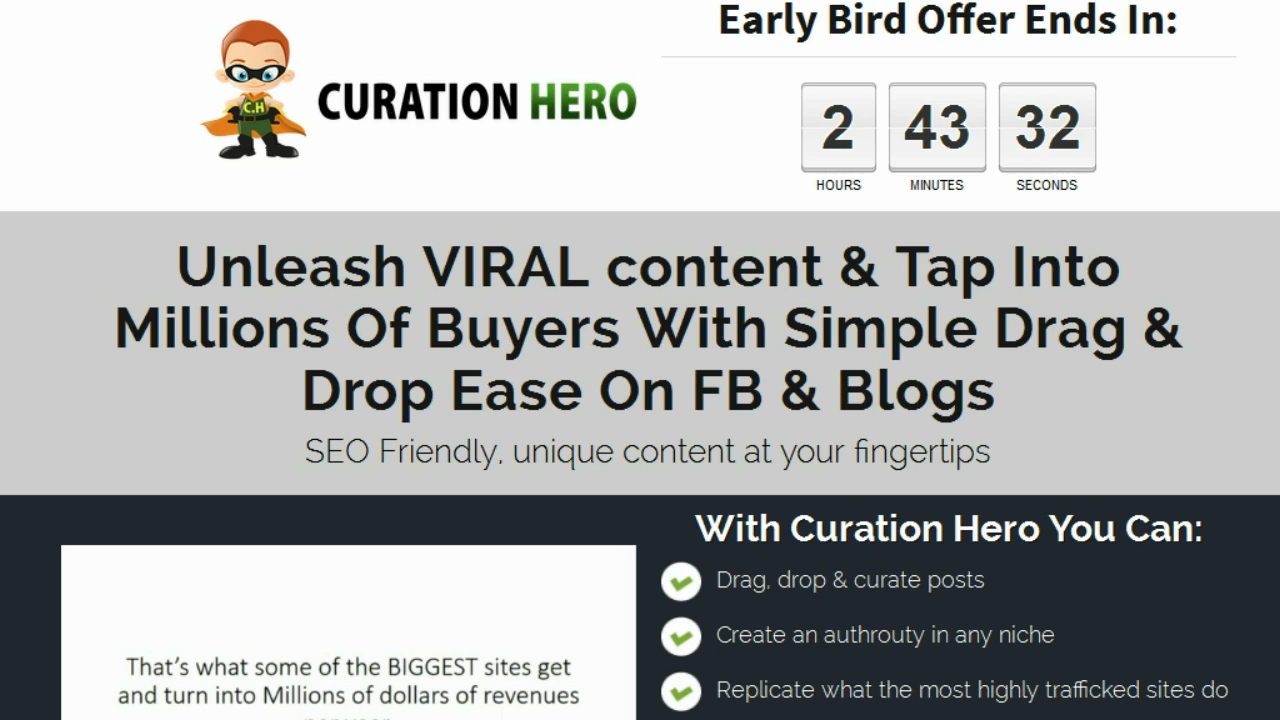 Early Bird Offer Ends In:
C.H
CURATION HERO
2 43 32
HOURS MINUTES SECONDS
Unleash VIRAL content & Tap Into
Millions Of Buyers With Simple Drag &
Drop Ease On FB & Blogs
SEO Friendly, unique content at your fingertips
With Curation Hero You Can:
Drag, drop & curate posts
Create an authrouty in any niche
Replicate what the most highly trafficked sites do
That's what some of the BIGGEST sites get
and turn into Millions of dollars of revenues